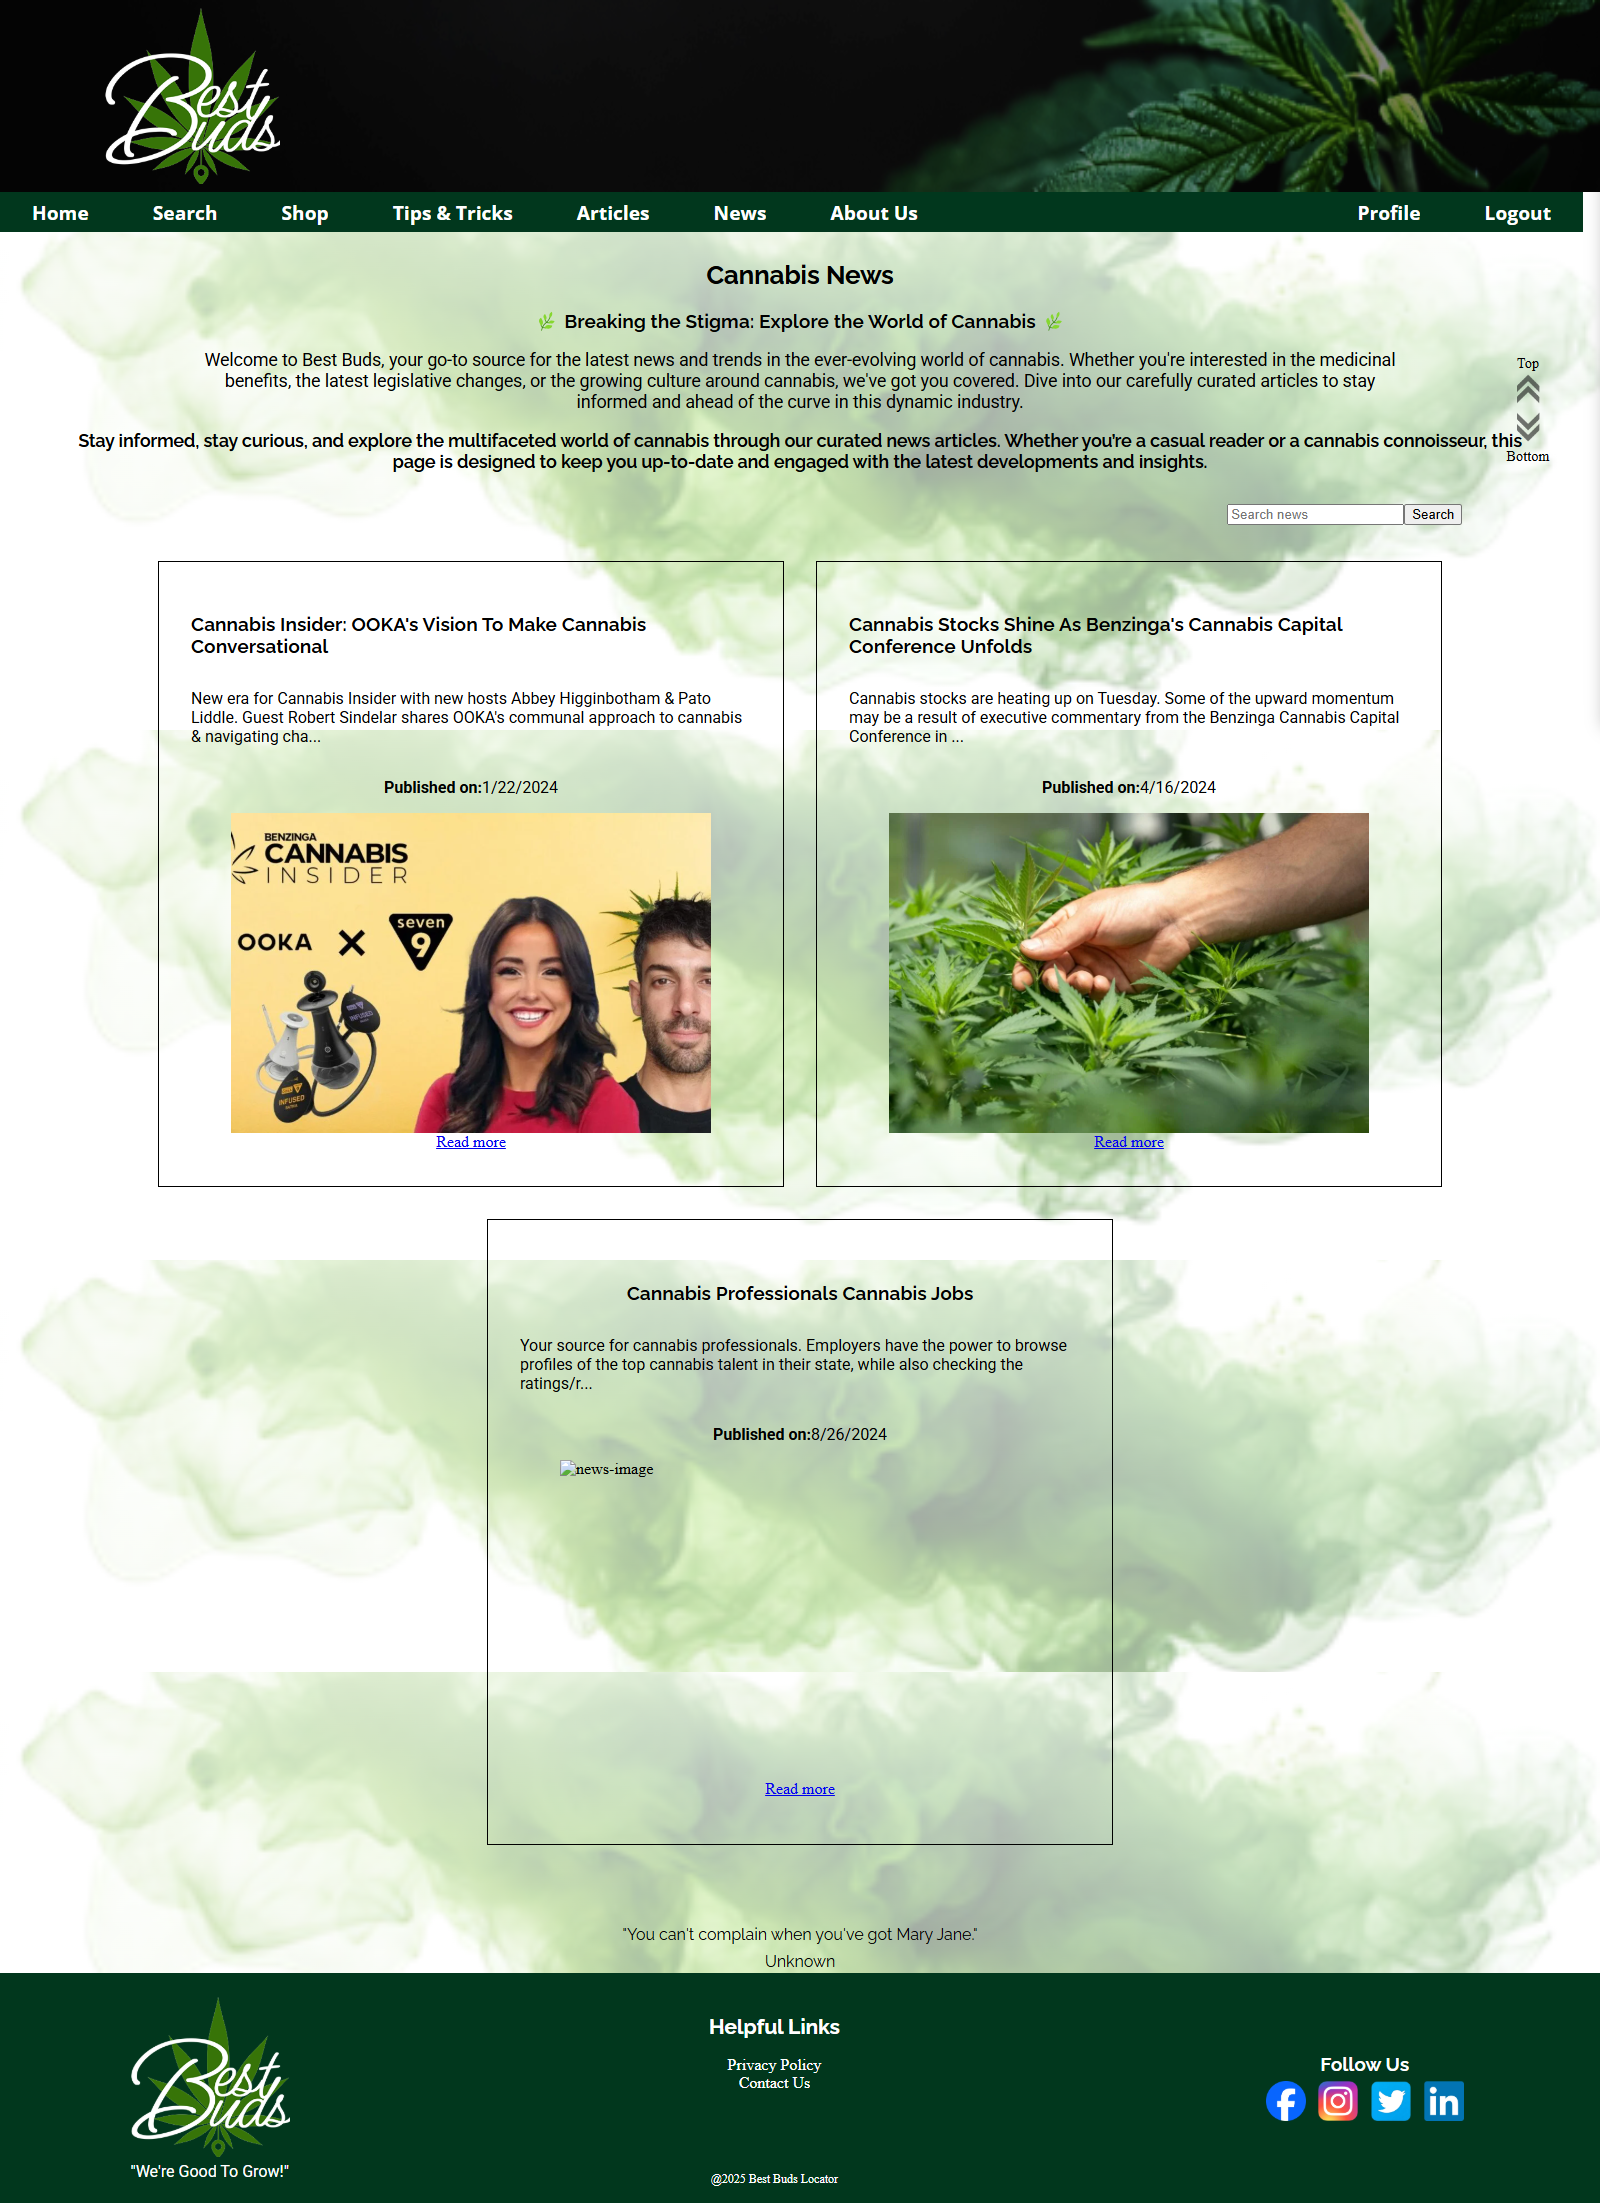 Best
Buds
Home Search Shop Tips & Tricks Articles News About Us Profile Logout
Cannabis News
🌿 Breaking the Stigma: Explore the World of Cannabis 🌿
Welcome to Best Buds, your go-to source for the latest news and trends in the ever-evolving world of cannabis. Whether you're interested in the medicinal
benefits, the latest legislative changes, or the growing culture around cannabis, we've got you covered. Dive into our carefully curated articles to stay
informed and ahead of the curve in this dynamic industry.
Top
Stay informed, stay curious, and explore the multifaceted world of cannabis through our curated news articles. Whether you're a casual reader or a cannabis connoisseur, this
page is designed to keep you up-to-date and engaged with the latest developments and insights.
Bottom
Search news Search
Cannabis Insider: OOKA's Vision To Make Cannabis
Conversational
New era for Cannabis Insider with new hosts Abbey Higginbotham & Pato
Liddle. Guest Robert Sindelar shares OOKA's communal approach to cannabis
& navigating cha...
Published on:1/22/2024
BENZINGA
CANNABIS
INSIDER
OOKA X seven
9
INFUSED
INFUSED
INFUSED
Read more
Cannabis Stocks Shine As Benzinga's Cannabis Capital
Conference Unfolds
Cannabis stocks are heating up on Tuesday. Some of the upward momentum
may be a result of executive commentary from the Benzinga Cannabis Capital
Conference in ...
Published on:4/16/2024
Read more
Cannabis Professionals Cannabis Jobs
Your source for cannabis professionals. Employers have the power to browse
profiles of the top cannabis talent in their state, while also checking the
ratings/r...
Published on:8/26/2024
news-image
Read more
"You can't complain when you've got Mary Jane."
Unknown
Best
Buds
"We're Good To Grow!"
Helpful Links
Privacy Policy
Contact Us
@2025 Best Buds Locator
Follow Us
in